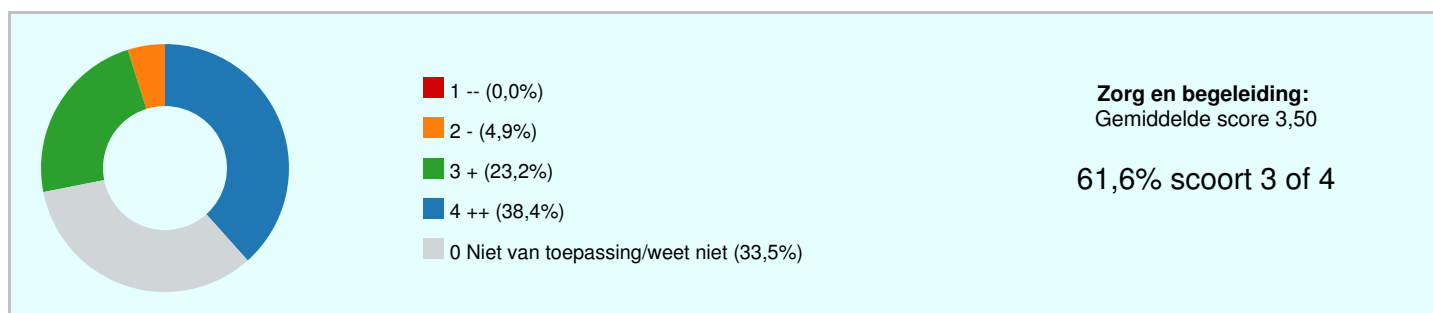 1 -- (0,0%)
2 - (4,9%)
3 + (23,2%)
4 ++ (38,4%)
0 Niet van toepassing/weet niet (33,5%)
Zorg en begeleiding:
Gemiddelde score 3,50
61,6% scoort 3 of 4